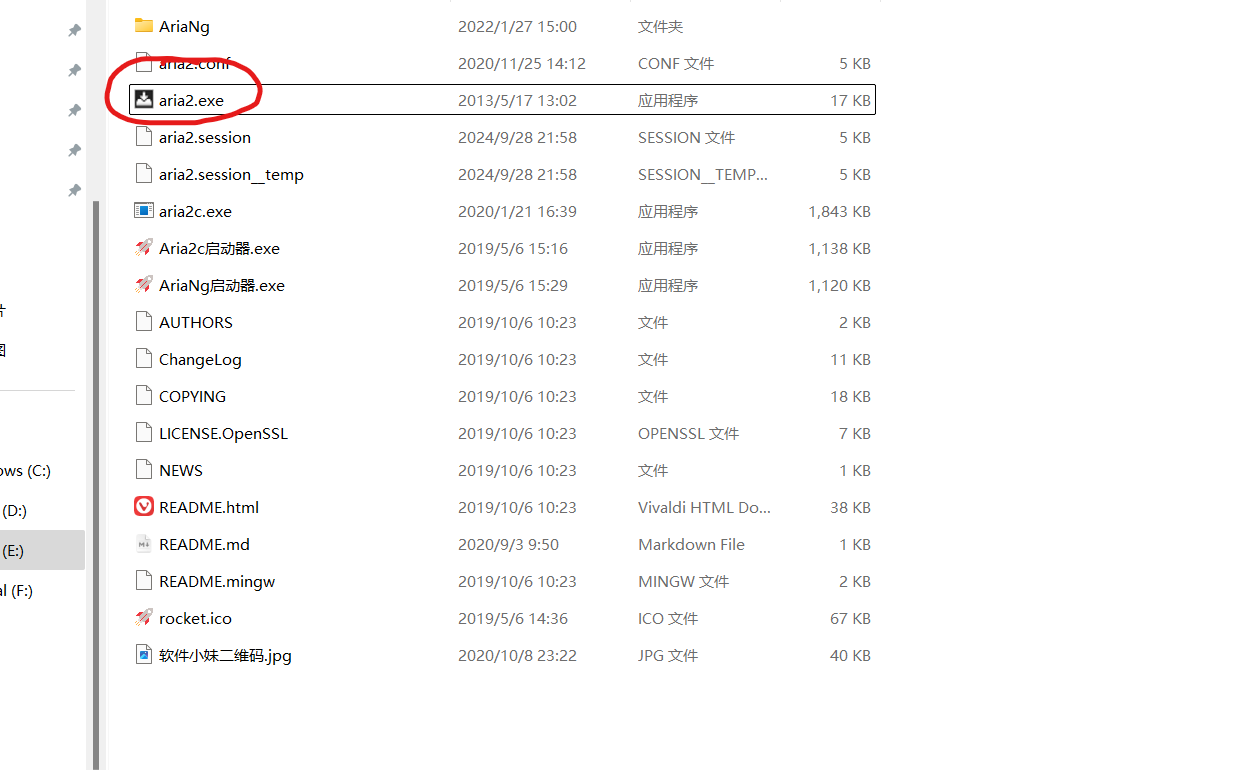 AriaNg 2022/1/27 15:00 文件夹
aria2.conf 2020/11/25 14:12 CONF 文件 5 KB
aria2.exe 2013/5/17 13:02 应用程序 17 KB
aria2.session 2024/9/28 21:58 SESSION 文件 5 KB
aria2.session__temp 2024/9/28 21:58 SESSION__TEMP... 5 KB
aria2c.exe 2020/1/21 16:39 应用程序 1,843 KB
Aria2c启动器.exe 2019/5/6 15:16 应用程序 1,138 KB
AriaNg启动器.exe 2019/5/6 15:29 应用程序 1,120 KB
片
AUTHORS 2019/10/6 10:23 文件 2 KB
图
ChangeLog 2019/10/6 10:23 文件 11 KB
COPYING 2019/10/6 10:23 文件 18 KB
LICENSE.OpenSSL 2019/10/6 10:23 OPENSSL 文件 7 KB
ows (C:)
NEWS 2019/10/6 10:23 文件 1 KB
(D:)
README.html 2019/10/6 10:23 Vivaldi HTML Do... 38 KB
(E:)
README.md 2020/9/3 9:50 Markdown File 1 KB
l (F:)
README.mingw 2019/10/6 10:23 MINGW 文件 2 KB
rocket.ico 2019/5/6 14:36 ICO 文件 67 KB
软件小妹二维码.jpg 2020/10/8 23:22 JPG 文件 40 KB